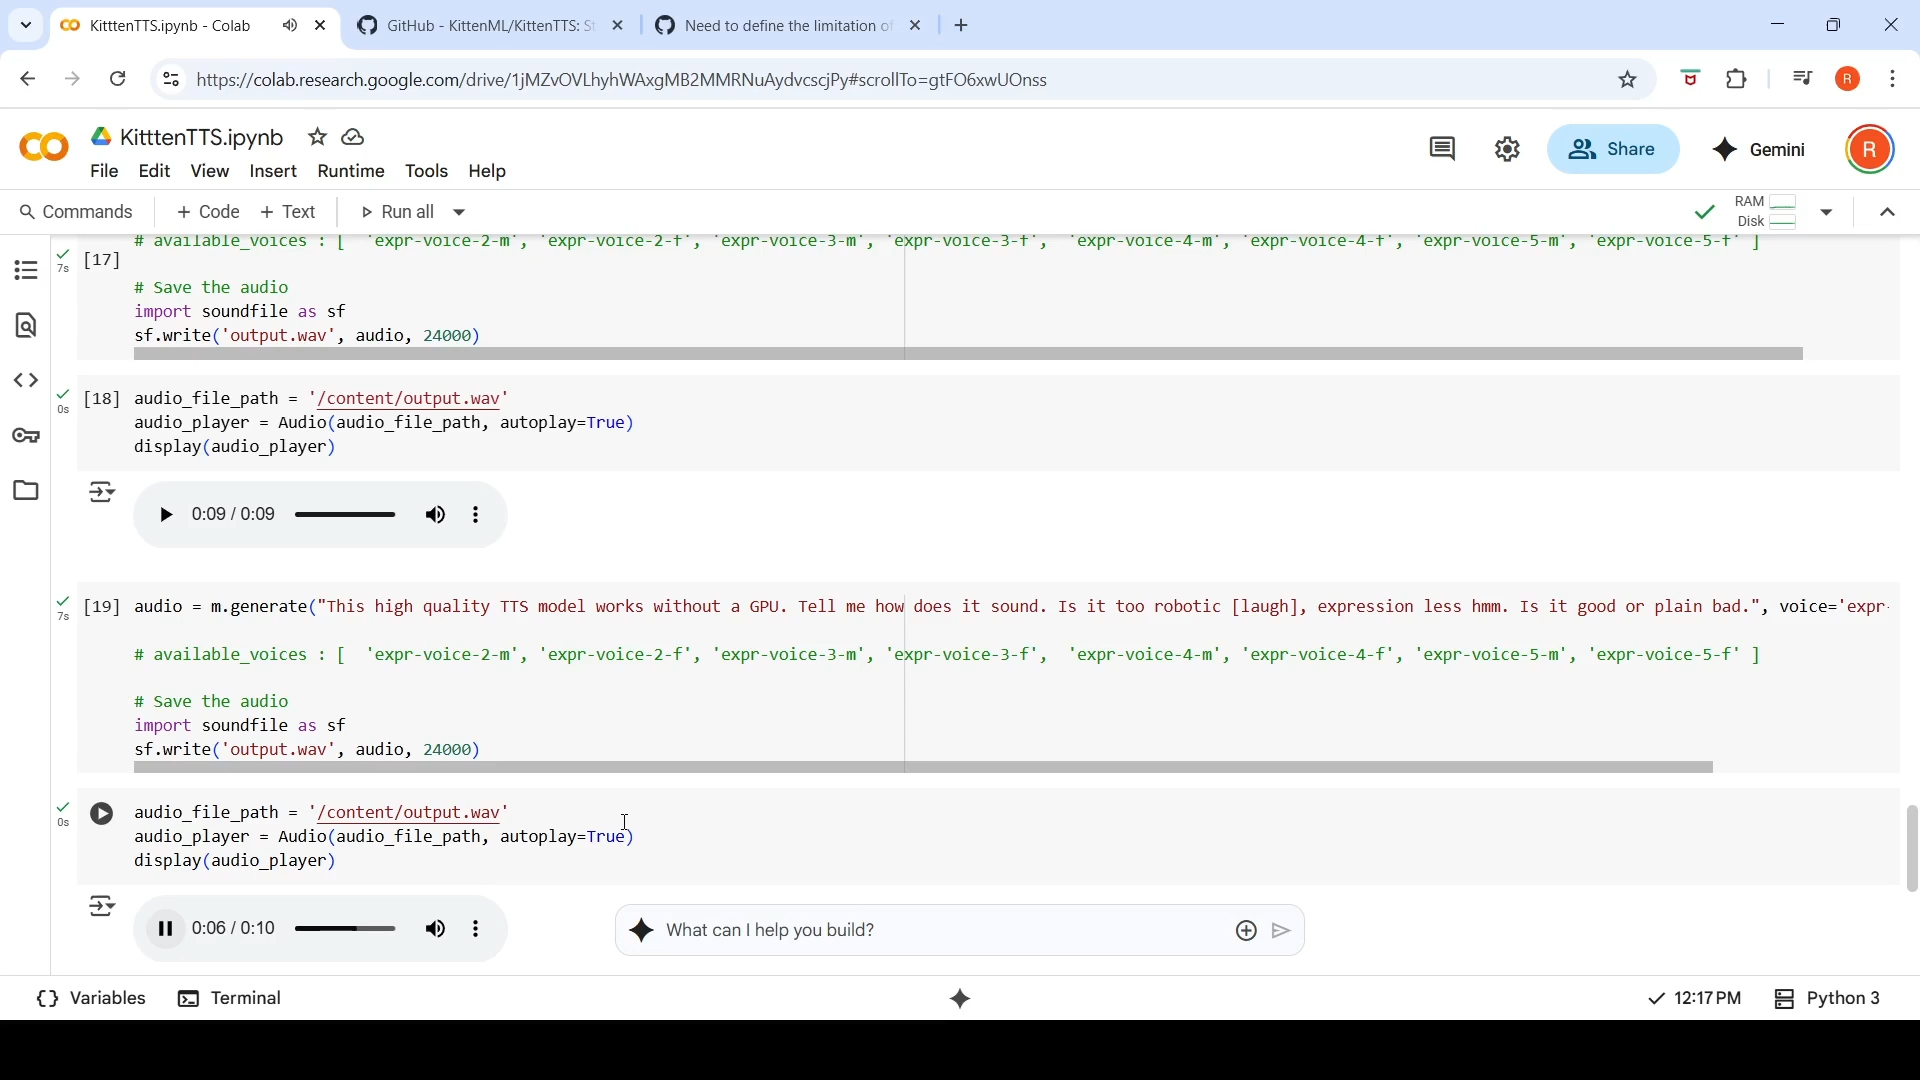 KitttenTTS.ipynb - Colab
GitHub - KittenML/KittenTTS: St
Need to define the limitation of
https://colab.research.google.com/drive/1jMZvOVLhyhWAxgMB2MMRNuAydvcscjPy#scrollTo=gtFO6xwUOnss
R
KitttenTTS.ipynb
File Edit View Insert Runtime Tools Help
Share
Gemini
R
Commands + Code + Text Run all
RAM
Disk
# available_voices : [  'expr-voice-2-m', 'expr-voice-2-f', 'expr-voice-3-m', 'expr-voice-3-f',  'expr-voice-4-m', 'expr-voice-4-f', 'expr-voice-5-m', 'expr-voice-5-f' ]
7s [17]
# Save the audio
import soundfile as sf
sf.write('output.wav', audio, 24000)
0s [18] audio_file_path = '/content/output.wav'
audio_player = Audio(audio_file_path, autoplay=True)
display(audio_player)
0:09 / 0:09
7s [19] audio = m.generate("This high quality TTS model works without a GPU. Tell me how does it sound. Is it too robotic [laugh], expression less hmm. Is it good or plain bad.", voice='expr-
# available_voices : [  'expr-voice-2-m', 'expr-voice-2-f', 'expr-voice-3-m', 'expr-voice-3-f',  'expr-voice-4-m', 'expr-voice-4-f', 'expr-voice-5-m', 'expr-voice-5-f' ]
# Save the audio
import soundfile as sf
sf.write('output.wav', audio, 24000)
0s audio_file_path = '/content/output.wav'
audio_player = Audio(audio_file_path, autoplay=True)
display(audio_player)
0:06 / 0:10
What can I help you build?
{} Variables Terminal
12:17 PM Python 3